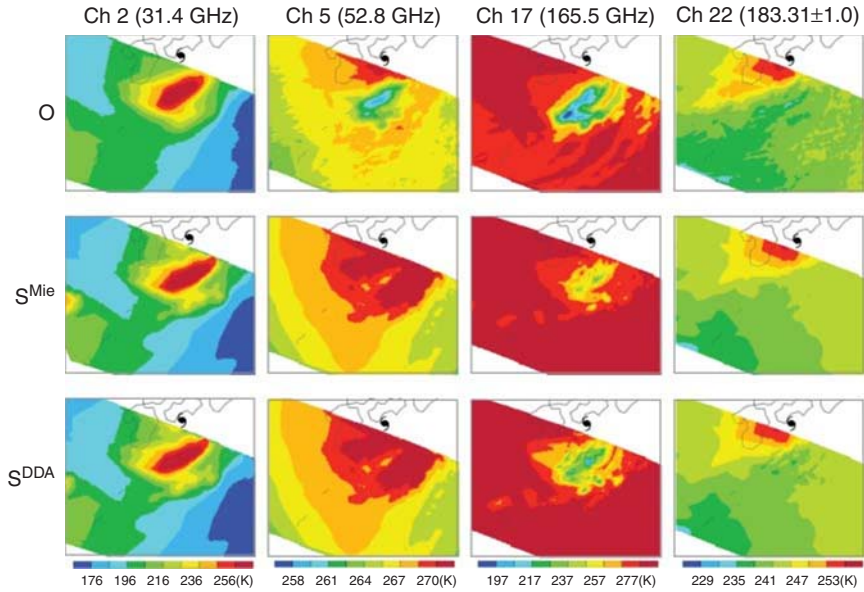 Ch 2 (31.4 GHz) Ch 5 (52.8 GHz) Ch 17 (165.5 GHz) Ch 22 (183.31±1.0)
O
S^Mie
S^DDA
176 196 216 236 256(K) 258 261 264 267 270(K) 197 217 237 257 277(K) 229 235 241 247 253(K)